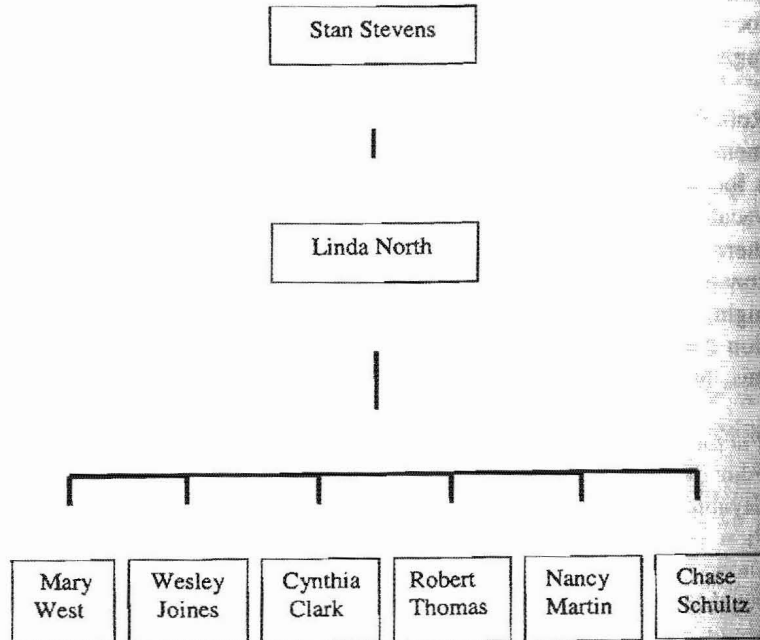 Stan Stevens
Linda North
Mary
West
Wesley
Joines
Cynthia
Clark
Robert
Thomas
Nancy
Martin
Chase
Schultz